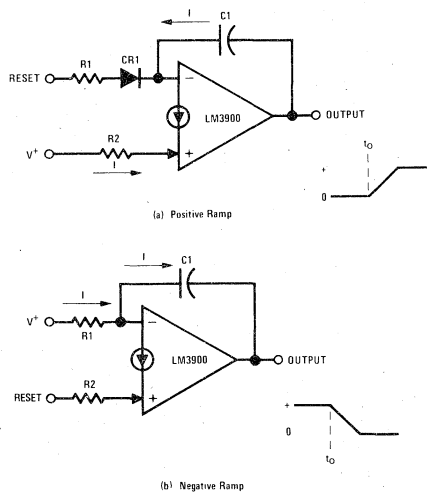 I C1
R1 CR1
RESET
−
LM3900
OUTPUT
R2
V+
+
I
tO
+
0
(a) Positive Ramp
I
C1
I
V+
R1
−
LM3900
OUTPUT
R2
RESET
+
+
0
tO
(b) Negative Ramp